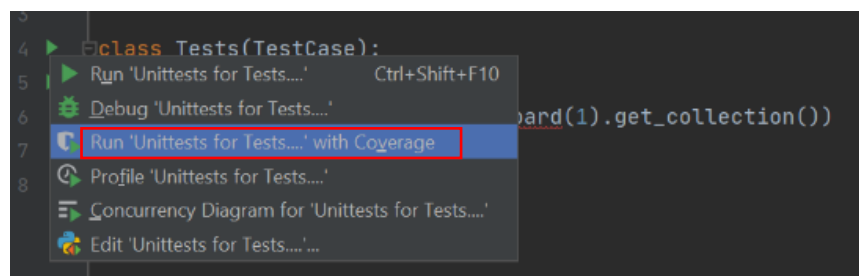 3
4 class Tests(TestCase):
5 Run 'Unittests for Tests....' Ctrl+Shift+F10
6 Debug 'Unittests for Tests....' pard(1).get_collection())
7 Run 'Unittests for Tests....' with Coverage
8 Profile 'Unittests for Tests....'
Concurrency Diagram for 'Unittests for Tests....'
Edit 'Unittests for Tests....'...